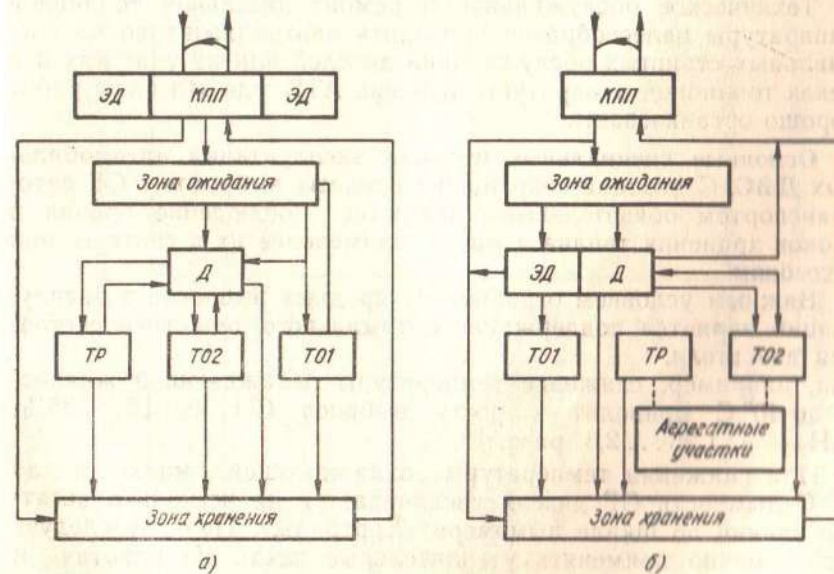 ЭД КПП ЭД
КПП
Зона ожидания
Зона ожидания
Д
ЭД Д
ТР ТО2 ТО1
ТО1 ТР ТО2
Агрегатные
участки
Зона хранения
Зона хранения
а)
б)